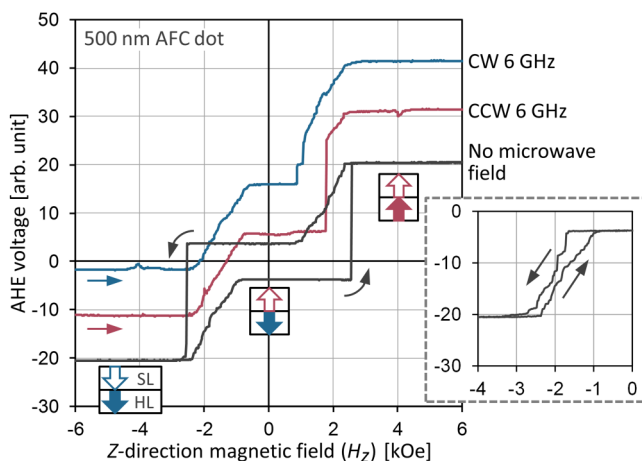 500 nm AFC dot
AHE voltage [arb. unit]
50
40
30
20
10
0
-10
-20
-30
-6
-4
-2
0
2
4
6
Z-direction magnetic field (HZ) [kOe]
CW 6 GHz
CCW 6 GHz
No microwave
field
SL
HL
0
-10
-20
-30
-4
-3
-2
-1
0